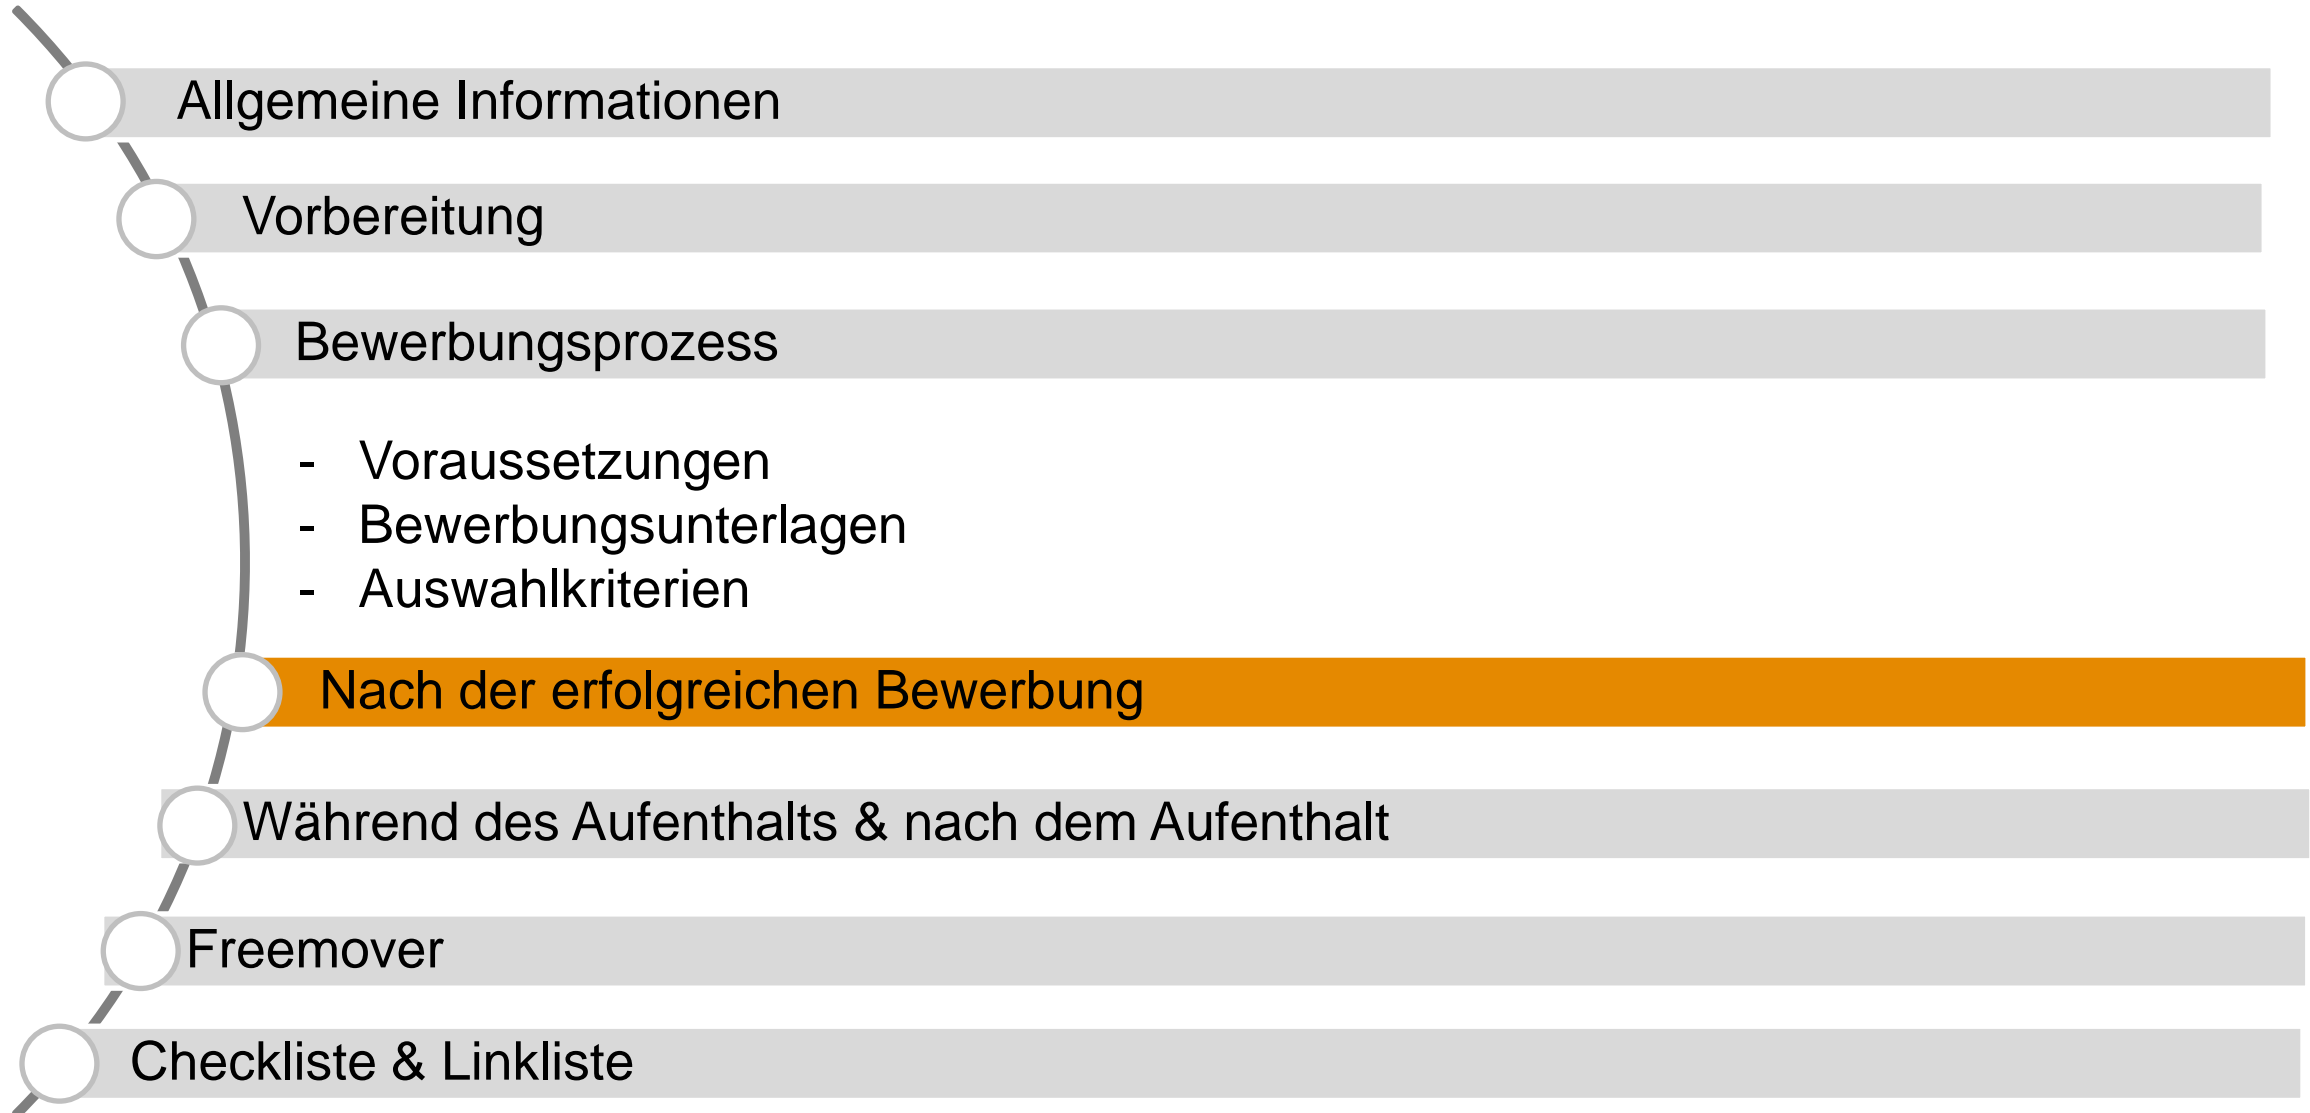 Allgemeine Informationen
Vorbereitung
Bewerbungsprozess
- Voraussetzungen
- Bewerbungsunterlagen
- Auswahlkriterien
Nach der erfolgreichen Bewerbung
Während des Aufenthalts & nach dem Aufenthalt
Freemover
Checkliste & Linkliste